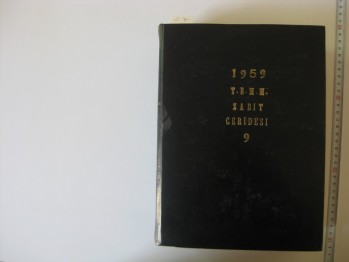 1959
T.B.M.M.
ZABIT
CERİDESİ
9